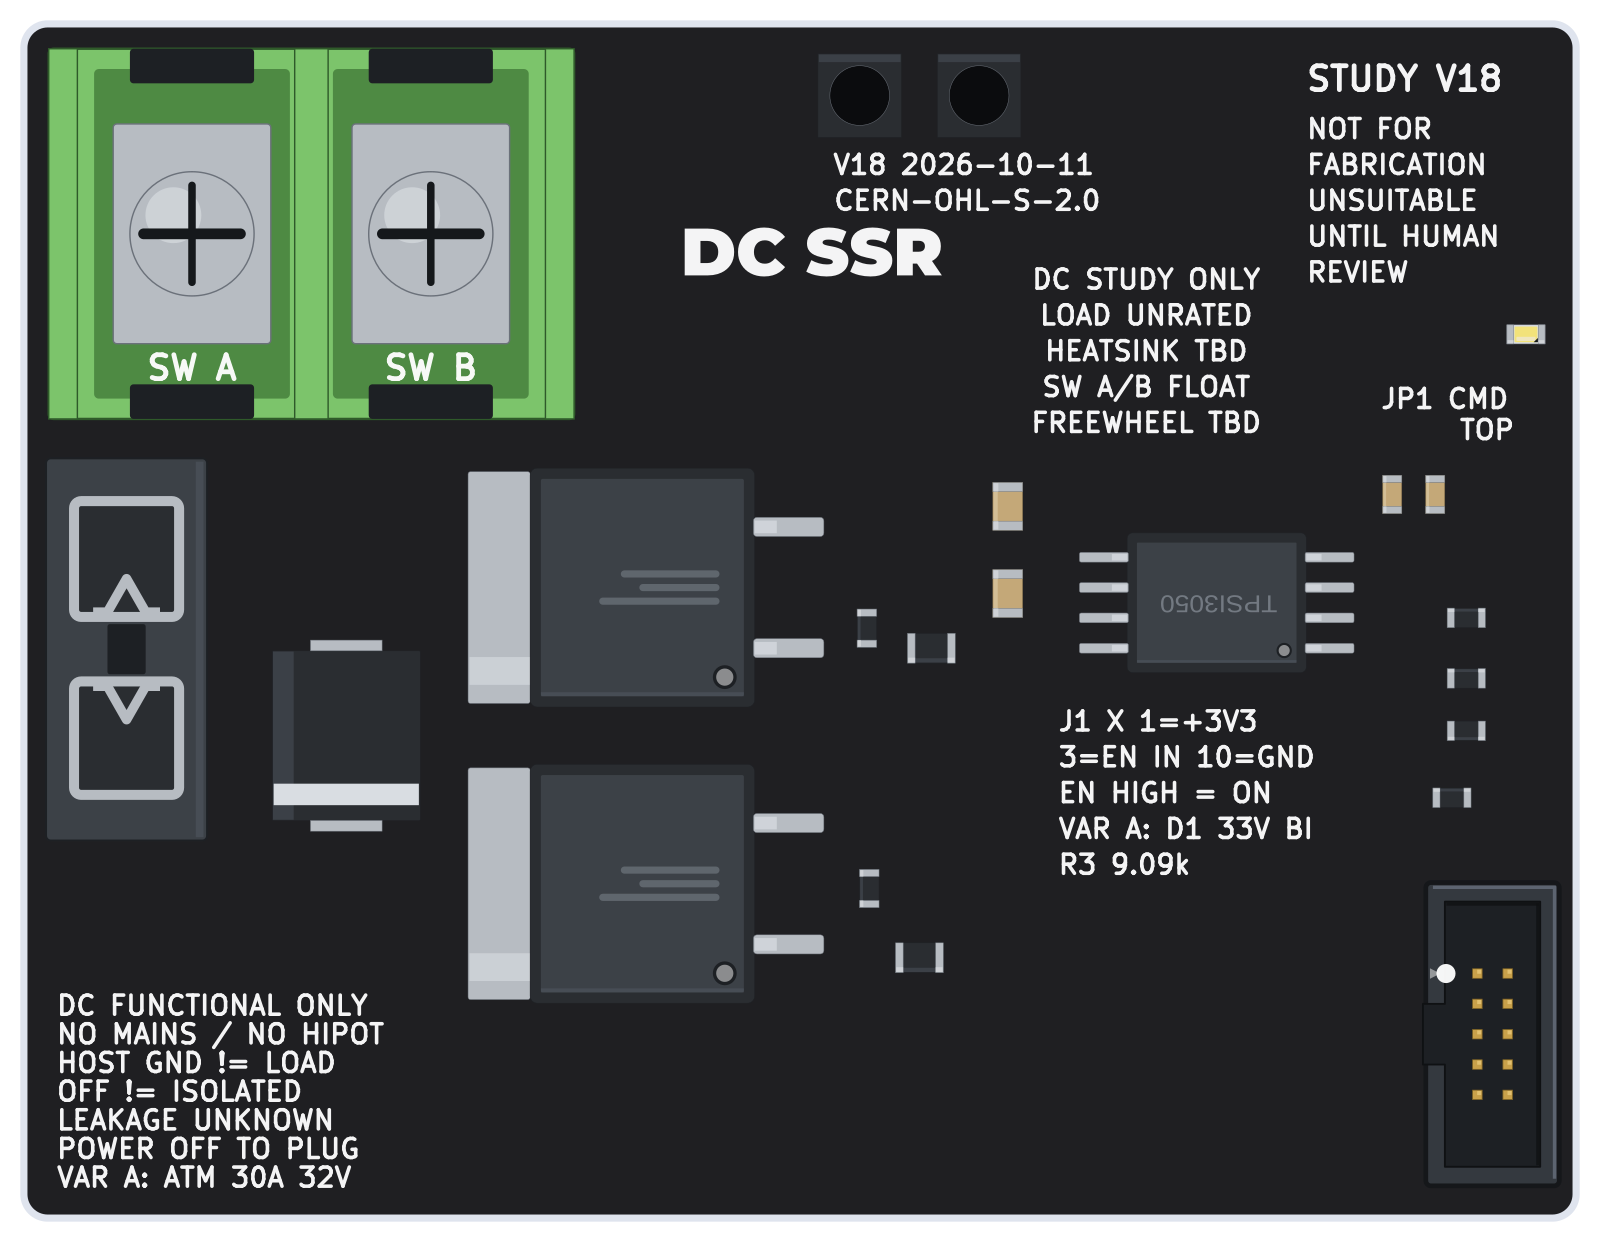 STUDY V18
NOT FOR
FABRICATION
UNSUITABLE
UNTIL HUMAN
REVIEW
V18 2026-10-11
CERN-OHL-S-2.0
DC SSR
DC STUDY ONLY
LOAD UNRATED
HEATSINK TBD
SW A/B FLOAT
FREEWHEEL TBD
SW A
SW B
JP1 CMD
TOP
TPSI3050
J1 X 1=+3V3
3=EN IN 10=GND
EN HIGH = ON
VAR A: D1 33V BI
R3 9.09k
DC FUNCTIONAL ONLY
NO MAINS / NO HIPOT
HOST GND != LOAD
OFF != ISOLATED
LEAKAGE UNKNOWN
POWER OFF TO PLUG
VAR A: ATM 30A 32V